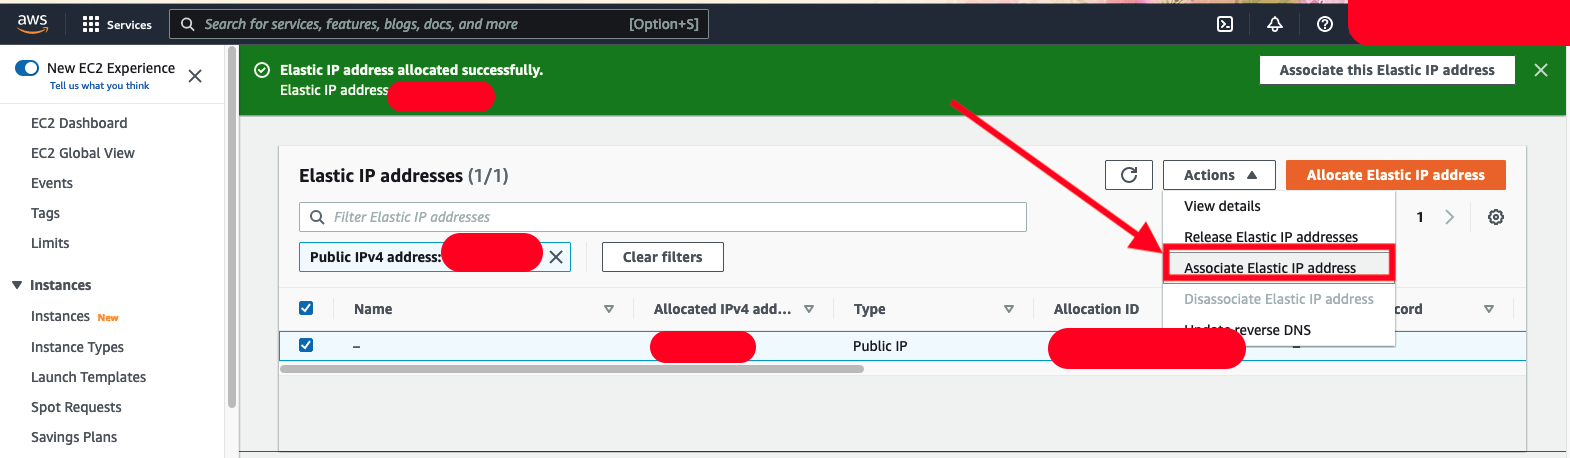 aws
Services
Search for services, features, blogs, docs, and more
[Option+S]
New EC2 Experience
Tell us what you think
EC2 Dashboard
EC2 Global View
Events
Tags
Limits
Instances
Instances New
Instance Types
Launch Templates
Spot Requests
Savings Plans
Elastic IP address allocated successfully.
Elastic IP address
Associate this Elastic IP address
Elastic IP addresses (1/1)
Actions
Allocate Elastic IP address
Filter Elastic IP addresses
1
Public IPv4 address:
Clear filters
View details
Release Elastic IP addresses
Associate Elastic IP address
Disassociate Elastic IP address
Update reverse DNS
Name
Allocated IPv4 add...
Type
Allocation ID
cord
–
Public IP
–